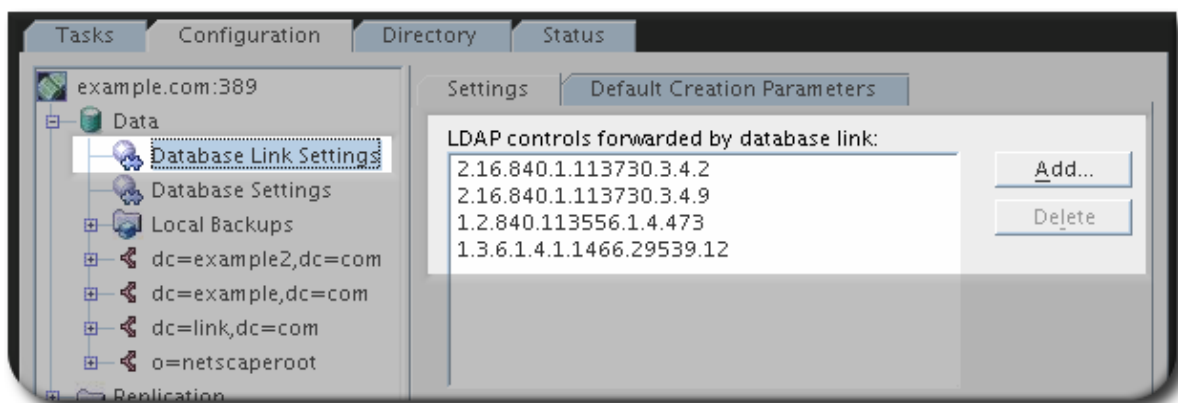 Tasks
Configuration
Directory
Status
example.com:389
Data
Database Link Settings
Database Settings
Local Backups
dc=example2,dc=com
dc=example,dc=com
dc=link,dc=com
o=netscaperoot
Replication
Settings
Default Creation Parameters
LDAP controls forwarded by database link:
2.16.840.1.113730.3.4.2
2.16.840.1.113730.3.4.9
1.2.840.113556.1.4.473
1.3.6.1.4.1.1466.29539.12
Add...
Delete